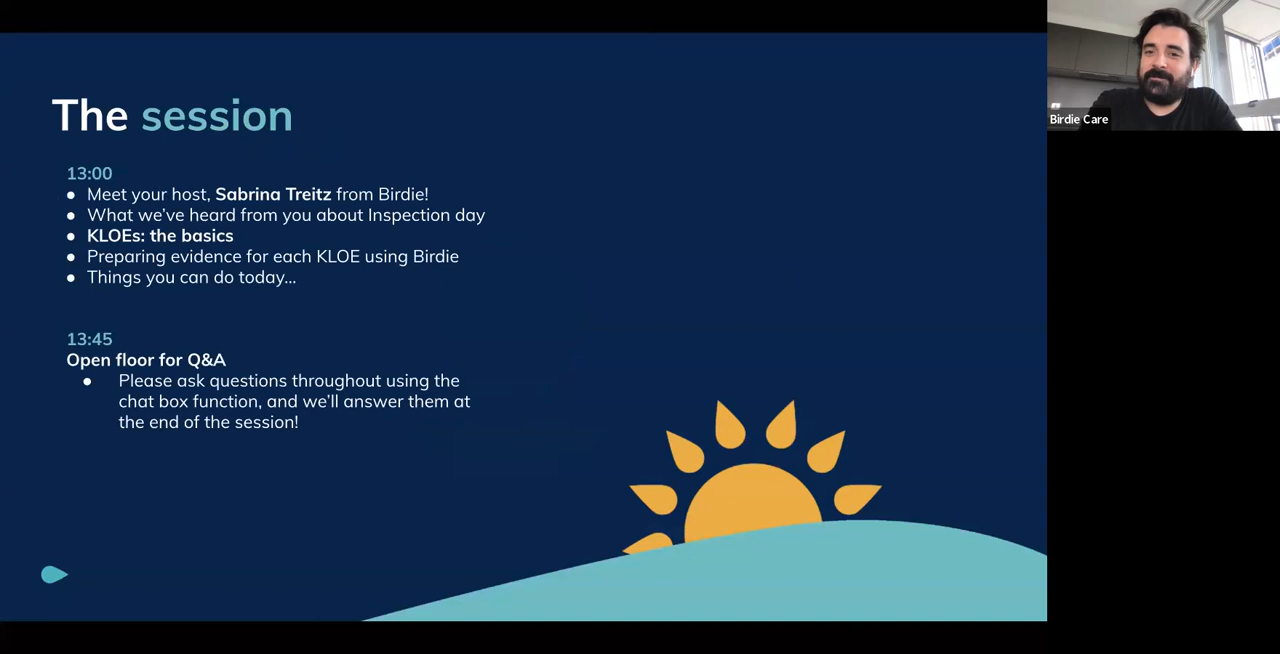 The session
13:00
● Meet your host, Sabrina Treitz from Birdie!
● What we've heard from you about Inspection day
● KLOEs: the basics
● Preparing evidence for each KLOE using Birdie
● Things you can do today...
13:45
Open floor for Q&A
● Please ask questions throughout using the
chat box function, and we'll answer them at
the end of the session!
Birdie Care